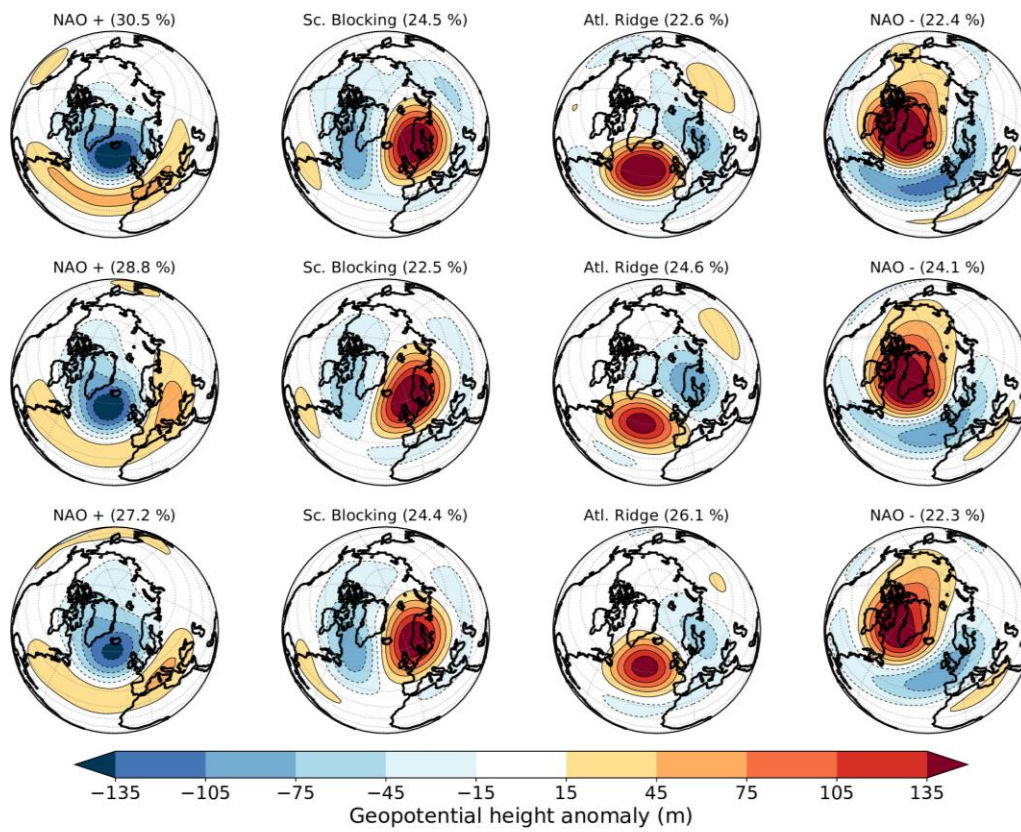 NAO + (30.5 %) Sc. Blocking (24.5 %) Atl. Ridge (22.6 %) NAO - (22.4 %)
NAO + (28.8 %) Sc. Blocking (22.5 %) Atl. Ridge (24.6 %) NAO - (24.1 %)
NAO + (27.2 %) Sc. Blocking (24.4 %) Atl. Ridge (26.1 %) NAO - (22.3 %)
−135 −105 −75 −45 −15 15 45 75 105 135
Geopotential height anomaly (m)